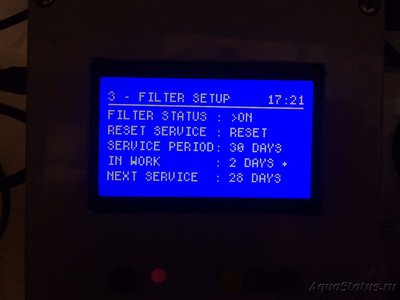 3 - FILTER SETUP 17:21
FILTER STATUS : >ON
RESET SERVICE : RESET
SERVICE PERIOD: 30 DAYS
IN WORK : 2 DAYS +
NEXT SERVICE : 28 DAYS
AquaStatus.ru